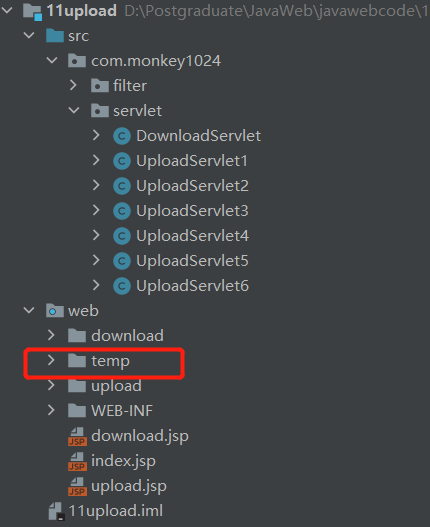 11upload D:\Postgraduate\JavaWeb\javawebcode\1
src
com.monkey1024
filter
servlet
DownloadServlet
UploadServlet1
UploadServlet2
UploadServlet3
UploadServlet4
UploadServlet5
UploadServlet6
web
download
temp
upload
WEB-INF
download.jsp
index.jsp
upload.jsp
11upload.iml